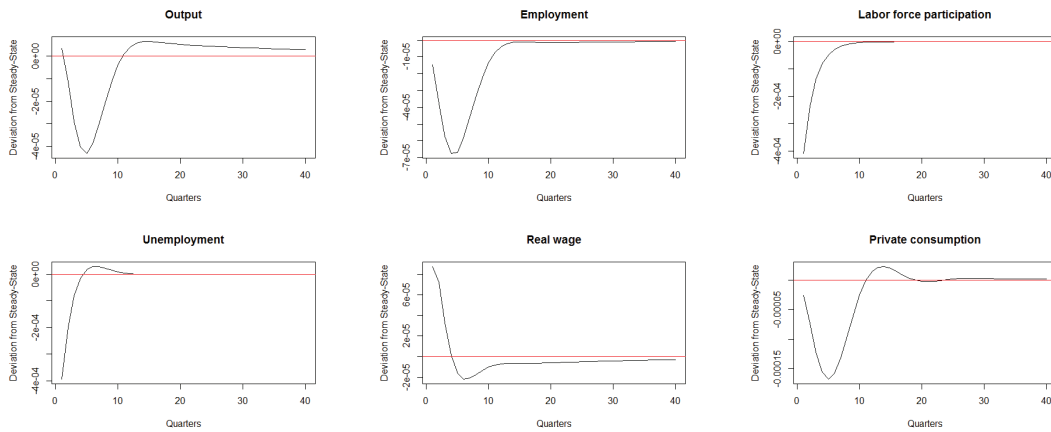 Output
Deviation from Steady-State
0e+00
-2e-05
-4e-05
0 10 20 30 40
Quarters
Employment
Deviation from Steady-State
-1e-05
-4e-05
-7e-05
0 10 20 30 40
Quarters
Labor force participation
Deviation from Steady-State
0e+00
-2e-04
-4e-04
0 10 20 30 40
Quarters
Unemployment
Deviation from Steady-State
0e+00
-2e-04
-4e-04
0 10 20 30 40
Quarters
Real wage
Deviation from Steady-State
6e-05
2e-05
-2e-05
0 10 20 30 40
Quarters
Private consumption
Deviation from Steady-State
-0.00005
-0.00015
0 10 20 30 40
Quarters